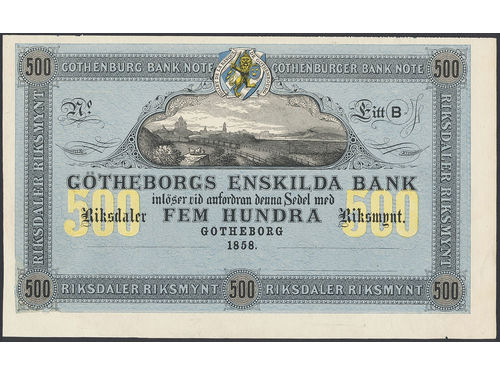 500 GOTHENBURG BANK NOTE GOTHENBURGER BANK NOTE 500
Nº Litt B
RIKSDALER RIKSMYNT
RIKSDALER RIKSMYNT
GÖTHEBORGS ENSKILDA BANK
inlöser vid anfordran denna Sedel med
500 Riksdaler FEM HUNDRA Riksmynt. 500
GOTHEBORG
1858.
500 RIKSDALER RIKSMYNT 500 RIKSDALER RIKSMYNT 500